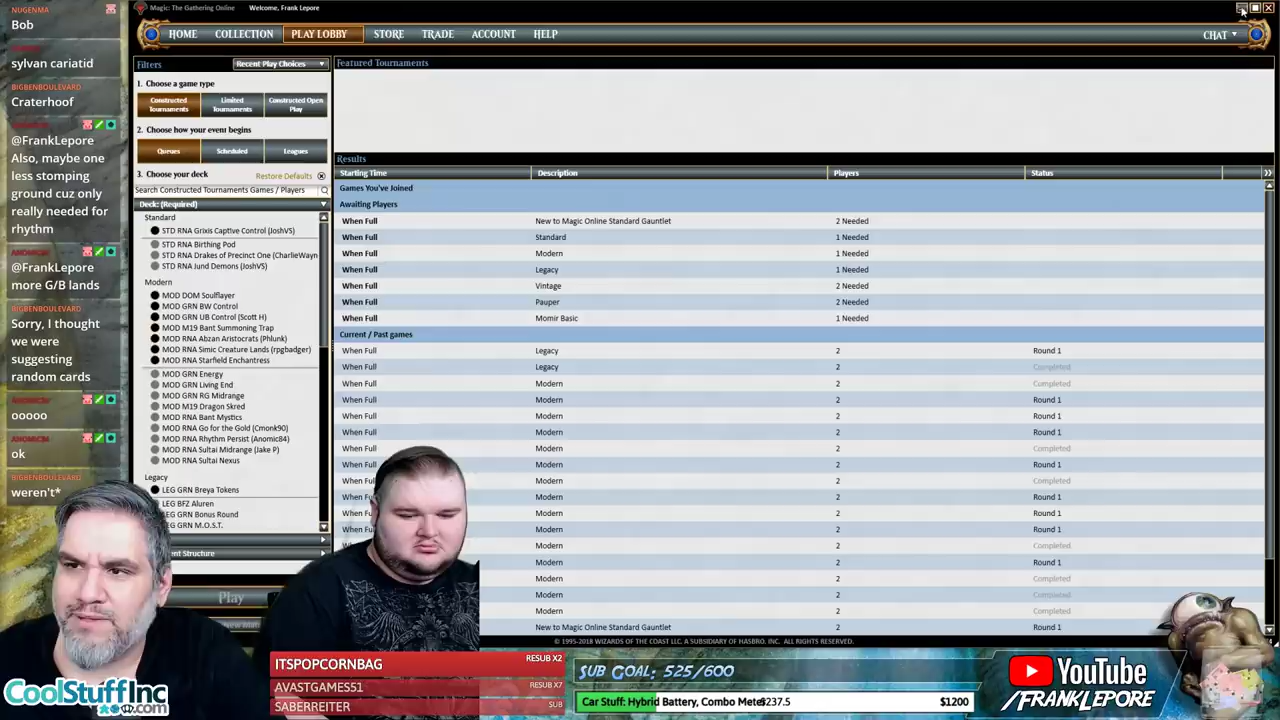 NUGENMA
Bob
sylvan cariatid
BIGBENBOULEVARD
Craterhoof
@FrankLepore
Also, maybe one
less stomping
ground cuz only
really needed for
rhythm
@FrankLepore
more G/B lands
BIGBENBOULEVARD
Sorry, I thought
we were
suggesting
random cards
ANOMIC84
ooooo
ANOMIC84
ok
BIGBENBOULEVARD
weren't*
Magic: The Gathering Online Welcome, Frank Lepore
HOME COLLECTION PLAY LOBBY STORE TRADE ACCOUNT HELP CHAT
Filters Recent Play Choices
1. Choose a game type
Constructed Tournaments Limited Tournaments Constructed Open Play
2. Choose how your event begins
Queues Scheduled Leagues
3. Choose your deck Restore Defaults
Search Constructed Tournaments Games / Players
Deck: (Required)
Standard
STD RNA Grixis Captive Control (JoshVS)
STD RNA Birthing Pod
STD RNA Drakes of Precinct One (CharlieWayn
STD RNA Jund Demons (JoshVS)
Modern
MOD DOM Soulflayer
MOD GRN BW Control
MOD GRN UB Control (Scott H)
MOD M19 Bant Summoning Trap
MOD RNA Abzan Aristocrats (Phlunk)
MOD RNA Simic Creature Lands (rpgbadger)
MOD RNA Starfield Enchantress
MOD GRN Energy
MOD GRN Living End
MOD GRN RG Midrange
MOD M19 Dragon Skred
MOD RNA Bant Mystics
MOD RNA Go for the Gold (Cmonk90)
MOD RNA Rhythm Persist (Anomic84)
MOD RNA Sultai Midrange (Jake P)
MOD RNA Sultai Nexus
Legacy
LEG GRN Breya Tokens
LEG BFZ Aluren
LEG GRN Bonus Round
EG GRN M.O.S.T.
ent Structure
Play
Featured Tournaments
Results
Starting Time Description Players Status
Games You've Joined
Awaiting Players
When Full New to Magic Online Standard Gauntlet 2 Needed
When Full Standard 1 Needed
When Full Modern 1 Needed
When Full Legacy 1 Needed
When Full Vintage 2 Needed
When Full Pauper 2 Needed
When Full Momir Basic 1 Needed
Current / Past games
When Full Legacy 2 Round 1
When Full Legacy 2 Completed
When Full Modern 2 Completed
When Full Modern 2 Round 1
When Full Modern 2 Round 1
When Full Modern 2 Round 1
When Full Modern 2 Completed
When Full Modern 2 Round 1
When Full Modern 2 Completed
When Fu Modern 2 Round 1
When Fu Modern 2 Round 1
When Fu Modern 2 Round 1
When F Modern 2 Completed
Modern 2 Round 1
Modern 2 Completed
Modern 2 Completed
Modern 2 Completed
New to Magic Online Standard Gauntlet 2 Round 1
© 1995-2018 WIZARDS OF THE COAST LLC, A SUBSIDIARY OF HASBRO, INC. ALL RIGHTS RESERVED.
CoolStuffInc
.com
ITSPOPCORNBAG RESUB X2
AVASTGAMES51 RESUB X7
SABERREITER SUB
SUB GOAL: 525/600
Car Stuff: Hybrid Battery, Combo Mete $237.5 $1200
YouTube
/FRANKLEPORE